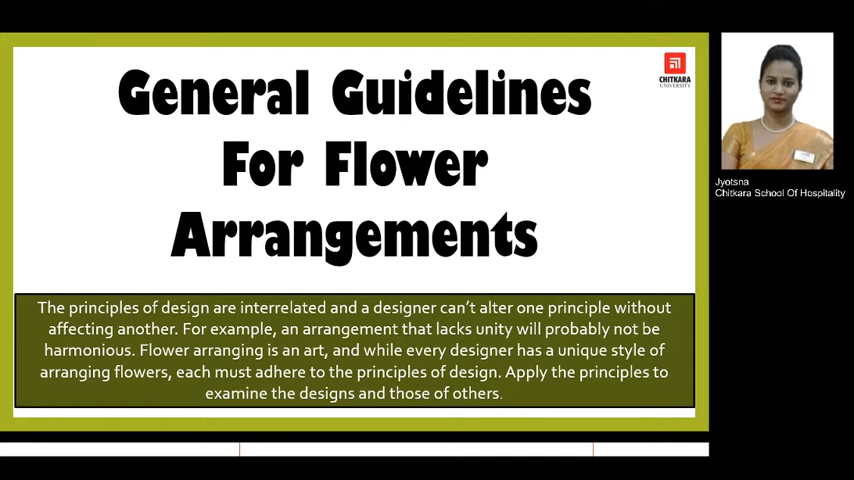 General Guidelines
For Flower
Arrangements
CHITKARA
UNIVERSITY
The principles of design are interrelated and a designer can't alter one principle without
affecting another. For example, an arrangement that lacks unity will probably not be
harmonious. Flower arranging is an art, and while every designer has a unique style of
arranging flowers, each must adhere to the principles of design. Apply the principles to
examine the designs and those of others.
Jyotsna
Chitkara School Of Hospitality